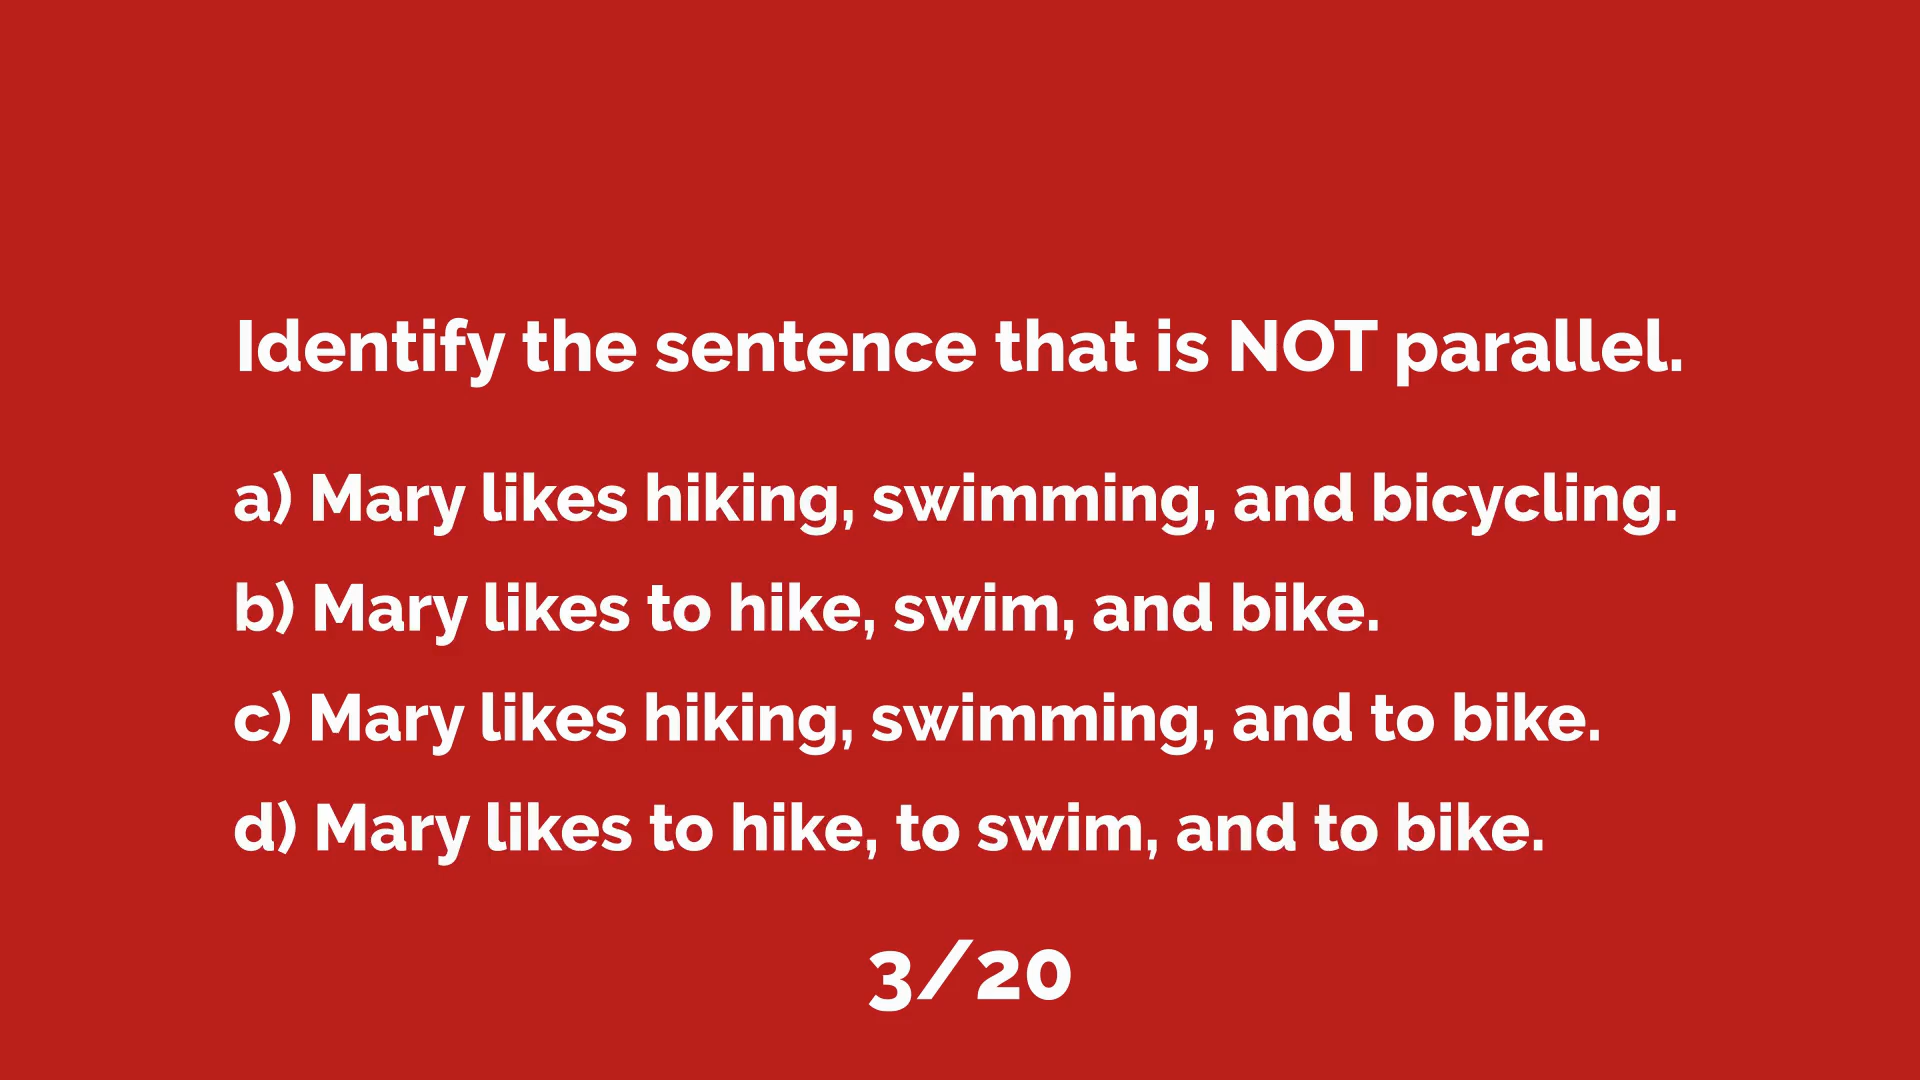 Identify the sentence that is NOT parallel.
a) Mary likes hiking, swimming, and bicycling.
b) Mary likes to hike, swim, and bike.
c) Mary likes hiking, swimming, and to bike.
d) Mary likes to hike, to swim, and to bike.
3/20